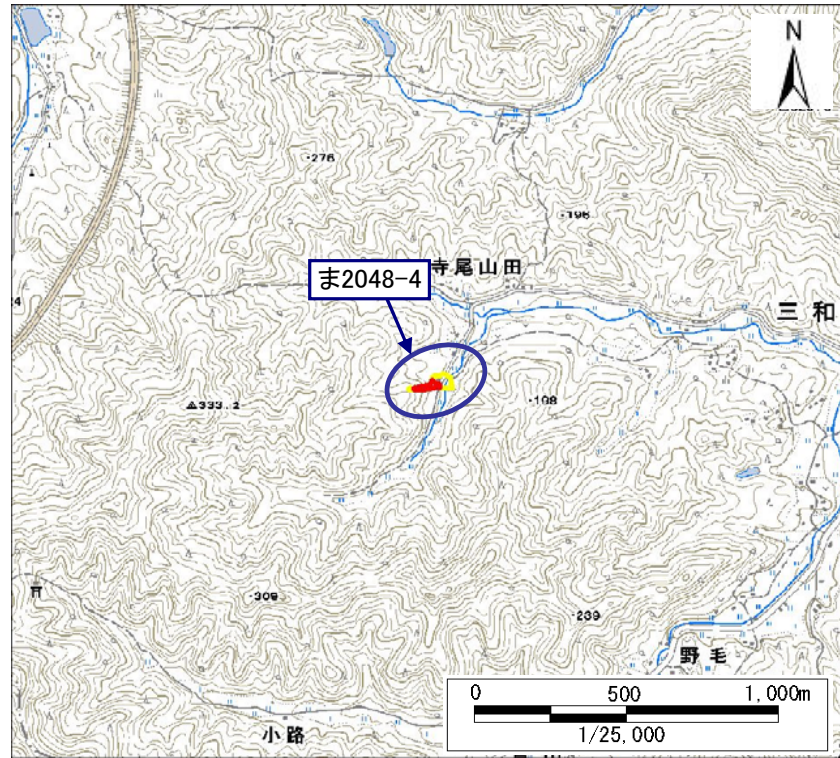 N
・276
・196
寺尾山田
ま2048-4
三和
△333.2
・198
・309
・239
野毛
小路
0 500 1,000m
1/25,000